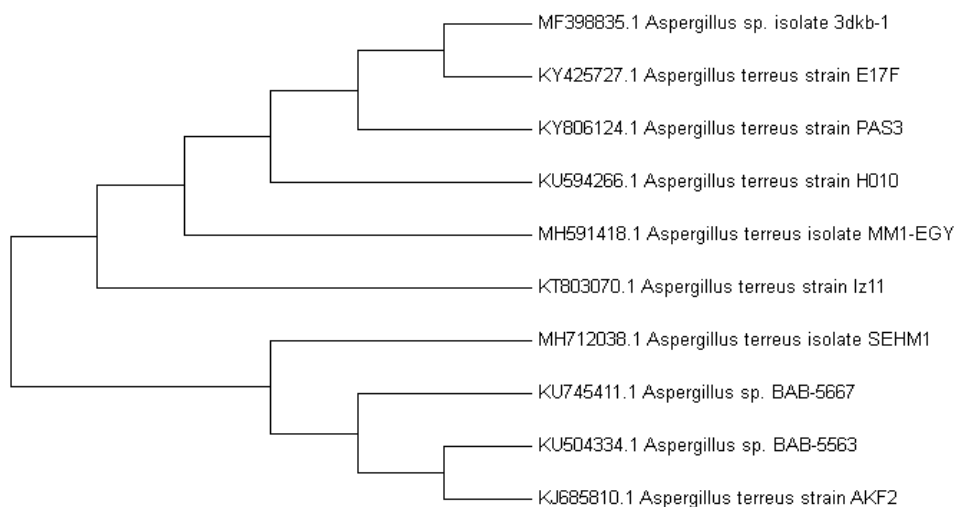 MF398835.1 Aspergillus sp. isolate 3dkb-1
KY425727.1 Aspergillus terreus strain E17F
KY806124.1 Aspergillus terreus strain PAS3
KU594266.1 Aspergillus terreus strain H010
MH591418.1 Aspergillus terreus isolate MM1-EGY
KT803070.1 Aspergillus terreus strain Iz11
MH712038.1 Aspergillus terreus isolate SEHM1
KU745411.1 Aspergillus sp. BAB-5667
KU504334.1 Aspergillus sp. BAB-5563
KJ685810.1 Aspergillus terreus strain AKF2